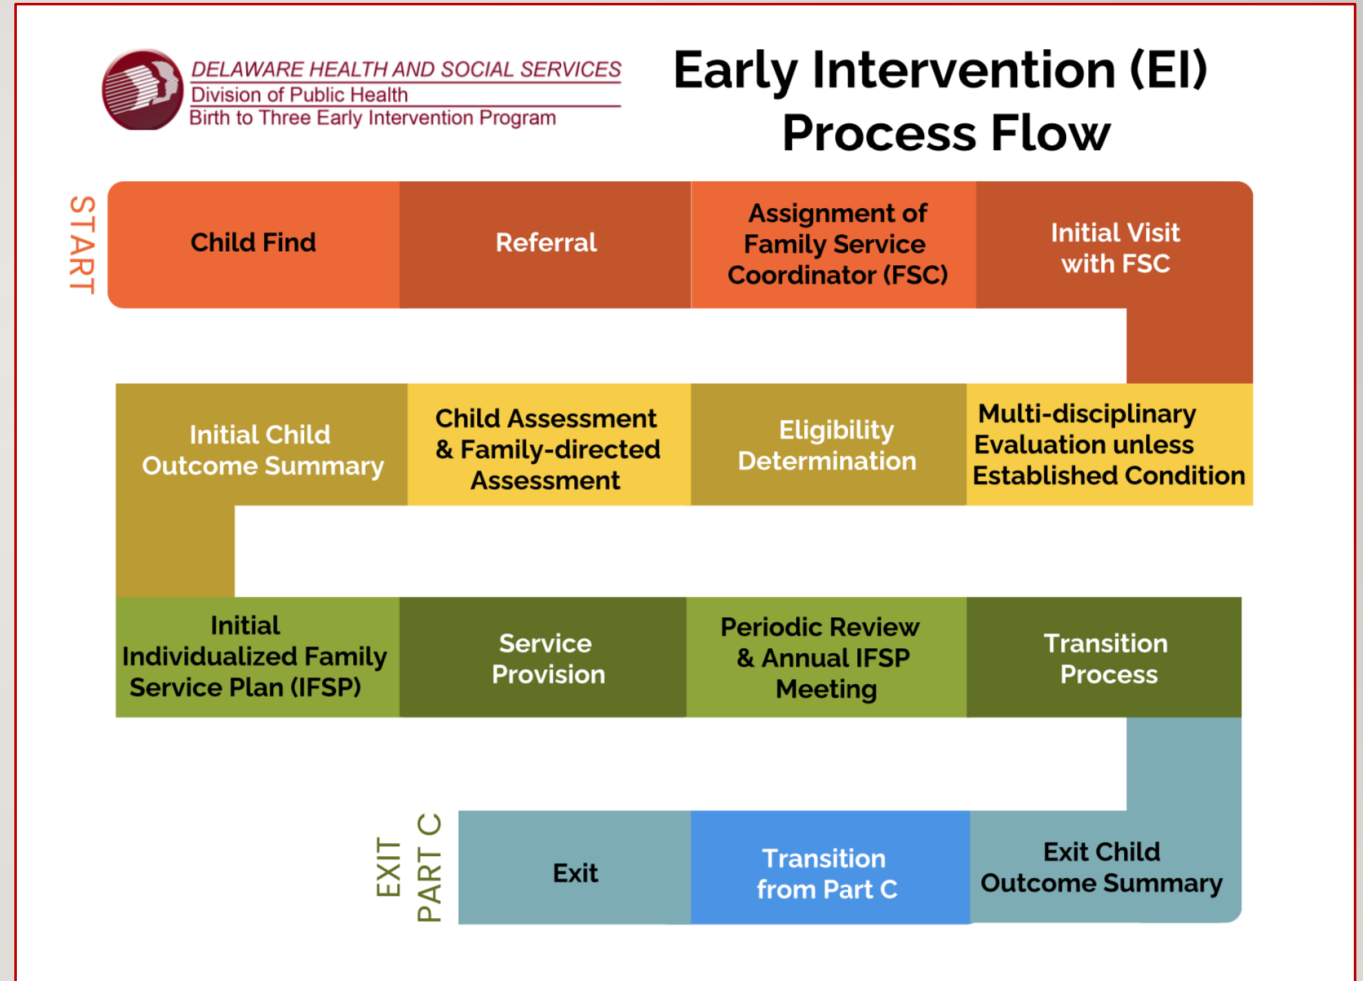 DELAWARE HEALTH AND SOCIAL SERVICES
Division of Public Health
Birth to Three Early Intervention Program
Early Intervention (EI)
Process Flow
START
Child Find
Referral
Assignment of
Family Service
Coordinator (FSC)
Initial Visit
with FSC
Multi-disciplinary
Evaluation unless
Established Condition
Eligibility
Determination
Child Assessment
& Family-directed
Assessment
Initial Child
Outcome Summary
Initial
Individualized Family
Service Plan (IFSP)
Service
Provision
Periodic Review
& Annual IFSP
Meeting
Transition
Process
Exit Child
Outcome Summary
Transition
from Part C
Exit
EXIT
PART C